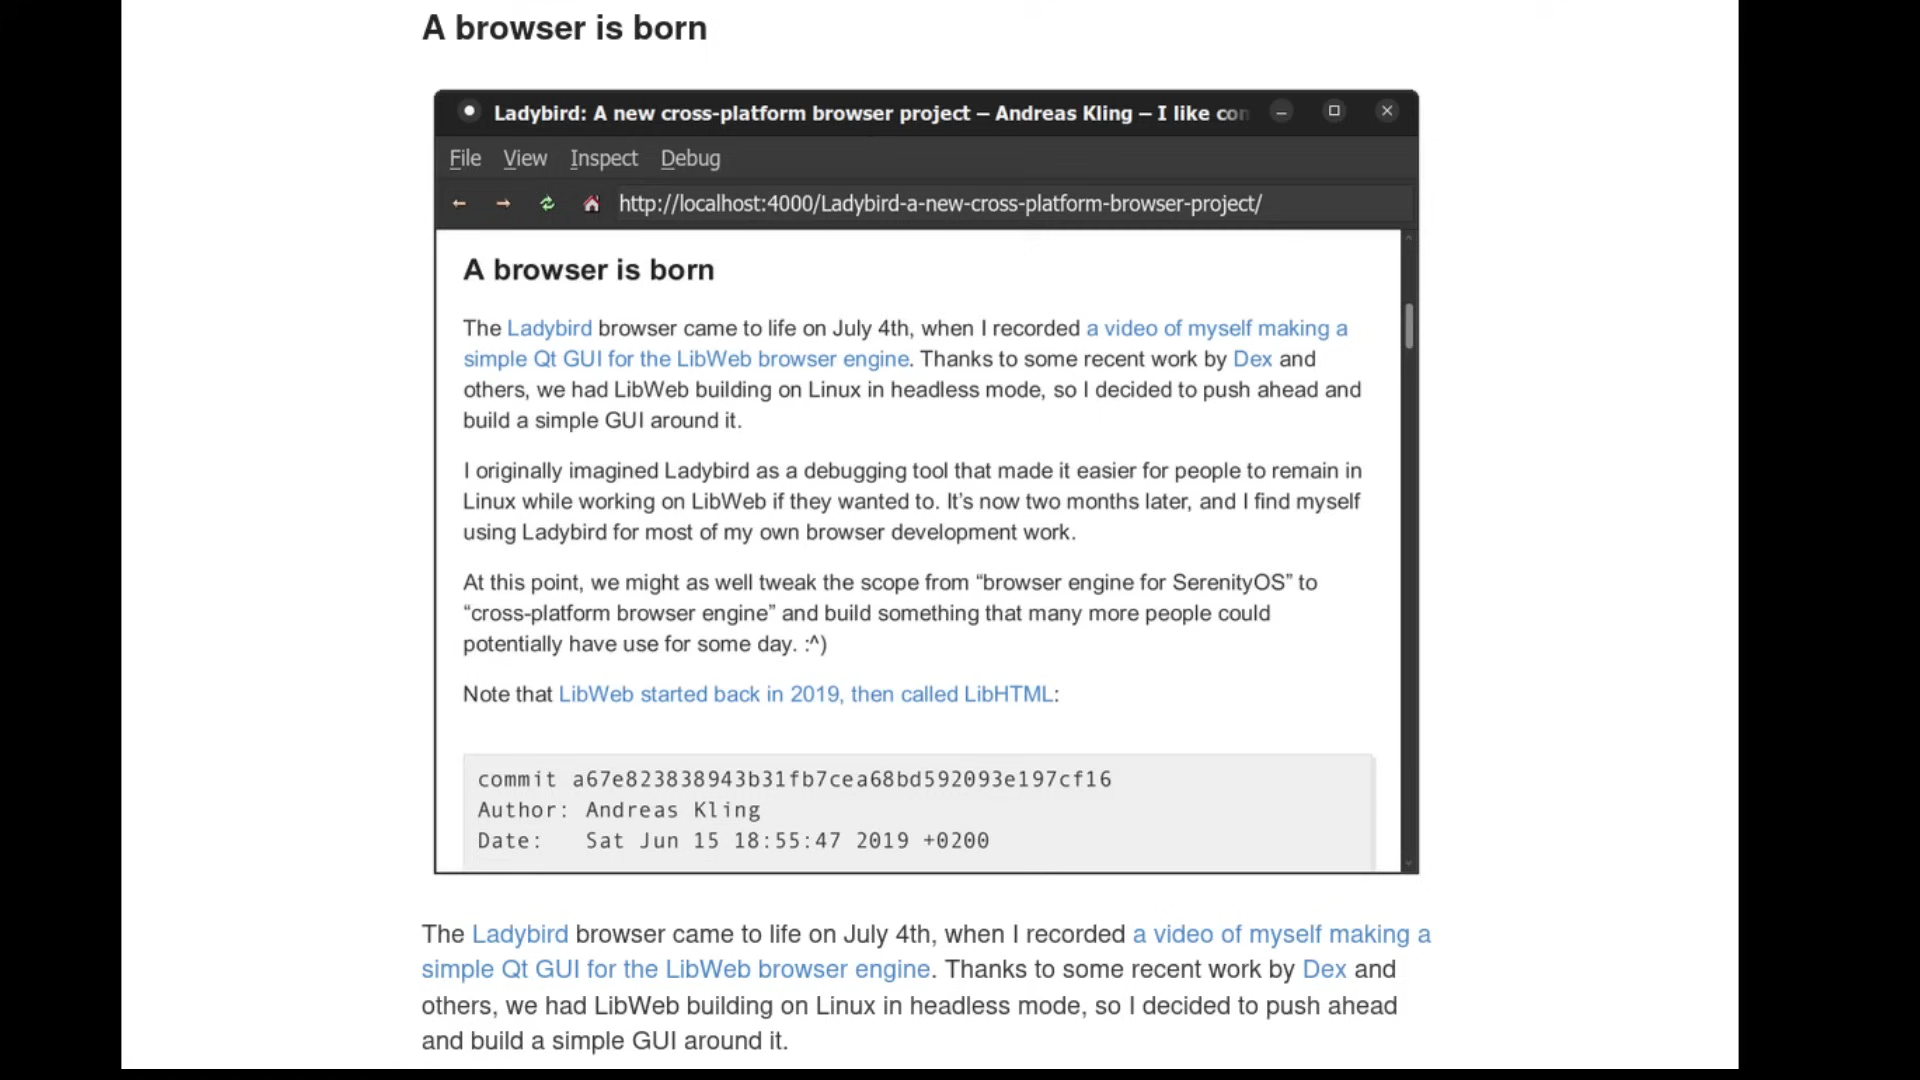 A browser is born
Ladybird: A new cross-platform browser project – Andreas Kling – I like con
File View Inspect Debug
http://localhost:4000/Ladybird-a-new-cross-platform-browser-project/
A browser is born
The Ladybird browser came to life on July 4th, when I recorded a video of myself making a
simple Qt GUI for the LibWeb browser engine. Thanks to some recent work by Dex and
others, we had LibWeb building on Linux in headless mode, so I decided to push ahead and
build a simple GUI around it.
I originally imagined Ladybird as a debugging tool that made it easier for people to remain in
Linux while working on LibWeb if they wanted to. It’s now two months later, and I find myself
using Ladybird for most of my own browser development work.
At this point, we might as well tweak the scope from “browser engine for SerenityOS” to
“cross-platform browser engine” and build something that many more people could
potentially have use for some day. :^)
Note that LibWeb started back in 2019, then called LibHTML:
commit a67e823838943b31fb7cea68bd592093e197cf16
Author: Andreas Kling
Date:   Sat Jun 15 18:55:47 2019 +0200
The Ladybird browser came to life on July 4th, when I recorded a video of myself making a
simple Qt GUI for the LibWeb browser engine. Thanks to some recent work by Dex and
others, we had LibWeb building on Linux in headless mode, so I decided to push ahead
and build a simple GUI around it.